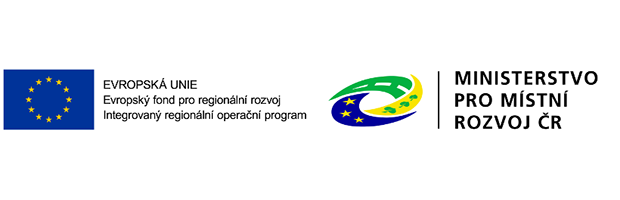 EVROPSKÁ UNIE
Evropský fond pro regionální rozvoj
Integrovaný regionální operační program
MINISTERSTVO
PRO MÍSTNÍ
ROZVOJ ČR